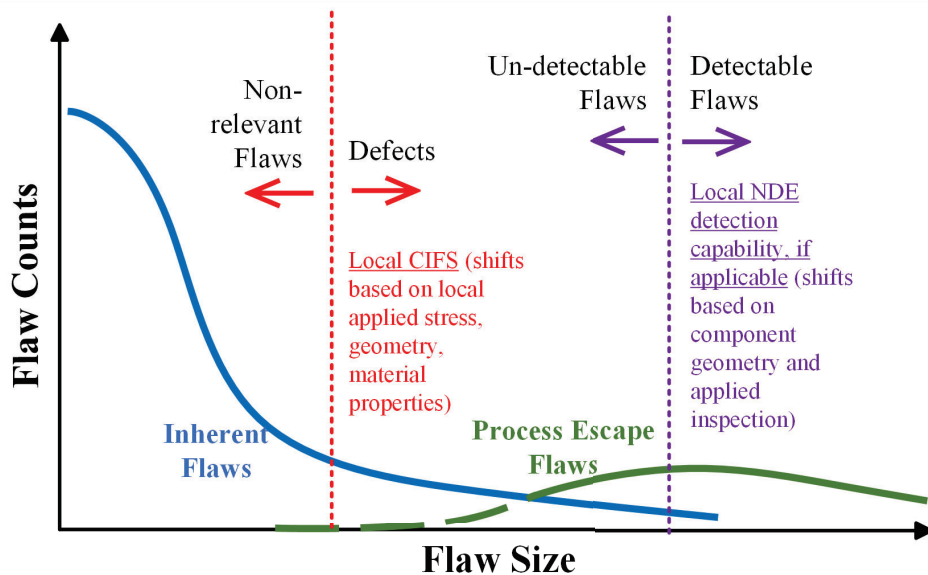 Non-
relevant
Flaws
Defects
Un-detectable
Flaws
Detectable
Flaws
Local CIFS (shifts
based on local
applied stress,
geometry,
material
properties)
Local NDE
detection
capability, if
applicable (shifts
based on
component
geometry and
applied
inspection)
Flaw Counts
Inherent
Flaws
Process Escape
Flaws
Flaw Size